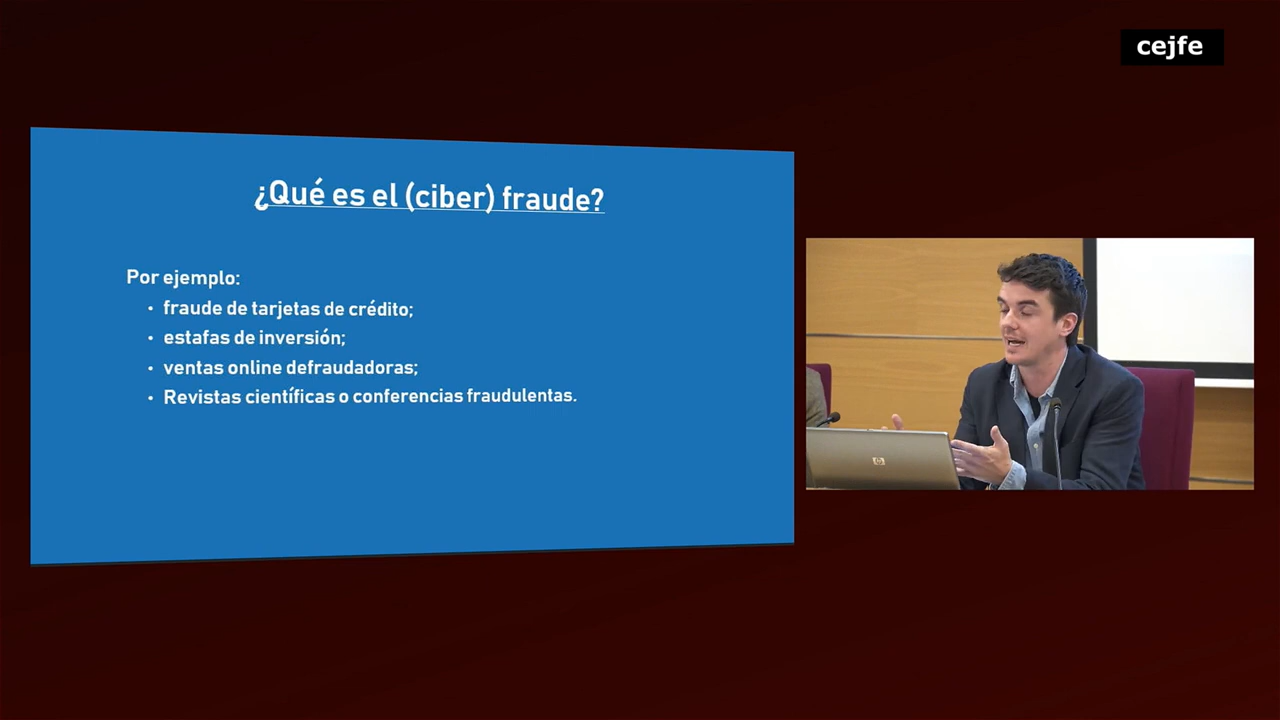 cejfe
¿Qué es el (ciber) fraude?
Por ejemplo:
• fraude de tarjetas de crédito;
• estafas de inversión;
• ventas online defraudadoras;
• Revistas científicas o conferencias fraudulentas.
hp